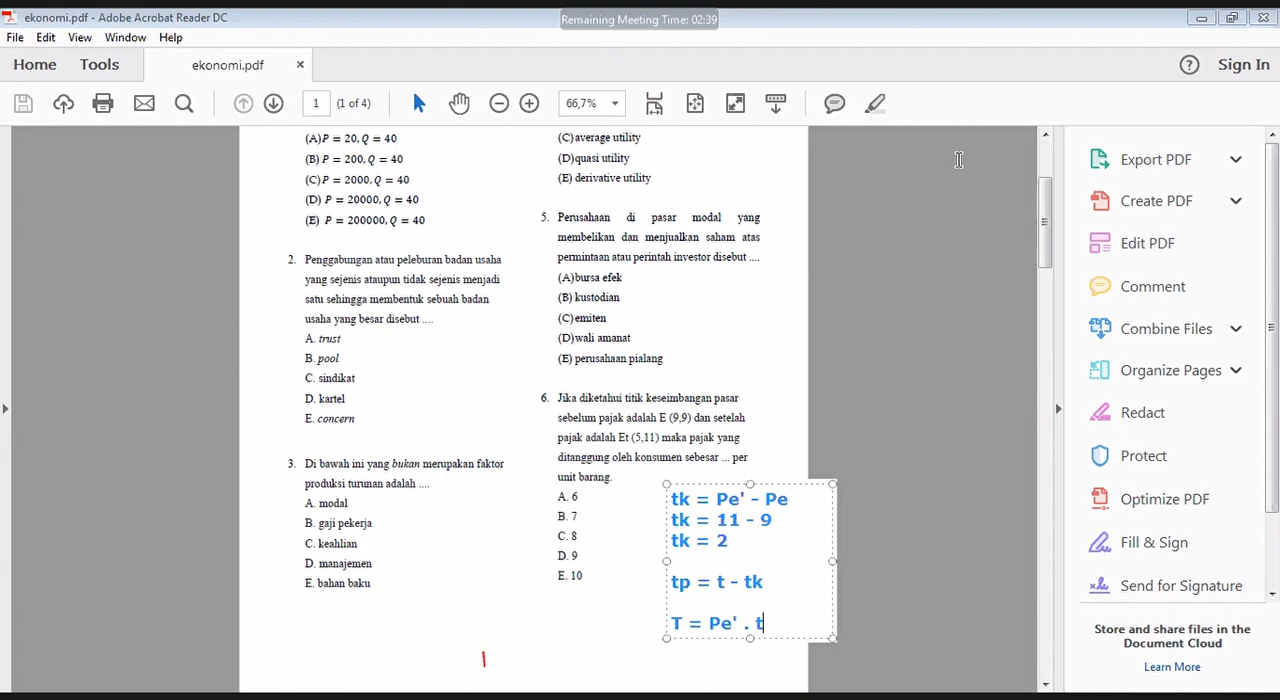 ekonomi.pdf - Adobe Acrobat Reader DC
Remaining Meeting Time: 02:39
File Edit View Window Help
Home Tools ekonomi.pdf × Sign In
1 (1 of 4) 66,7%
(A) P = 20, Q = 40
(B) P = 200, Q = 40
(C) P = 2000, Q = 40
(D) P = 20000, Q = 40
(E) P = 200000, Q = 40
2. Penggabungan atau peleburan badan usaha
yang sejenis ataupun tidak sejenis menjadi
satu sehingga membentuk sebuah badan
usaha yang besar disebut ....
A. trust
B. pool
C. sindikat
D. kartel
E. concern
3. Di bawah ini yang bukan merupakan faktor
produksi turunan adalah ....
A. modal
B. gaji pekerja
C. keahlian
D. manajemen
E. bahan baku
(C) average utility
(D) quasi utility
(E) derivative utility
5. Perusahaan di pasar modal yang
membelikan dan menjualkan saham atas
permintaan atau perintah investor disebut ....
(A) bursa efek
(B) kustodian
(C) emiten
(D) wali amanat
(E) perusahaan pialang
6. Jika diketahui titik keseimbangan pasar
sebelum pajak adalah E (9,9) dan setelah
pajak adalah Et (5,11) maka pajak yang
ditanggung oleh konsumen sebesar ... per
unit barang.
A. 6
B. 7
C. 8
D. 9
E. 10
tk = Pe' - Pe
tk = 11 - 9
tk = 2
tp = t - tk
T = Pe' . t
Export PDF
Create PDF
Edit PDF
Comment
Combine Files
Organize Pages
Redact
Protect
Optimize PDF
Fill & Sign
Send for Signature
Store and share files in the
Document Cloud
Learn More